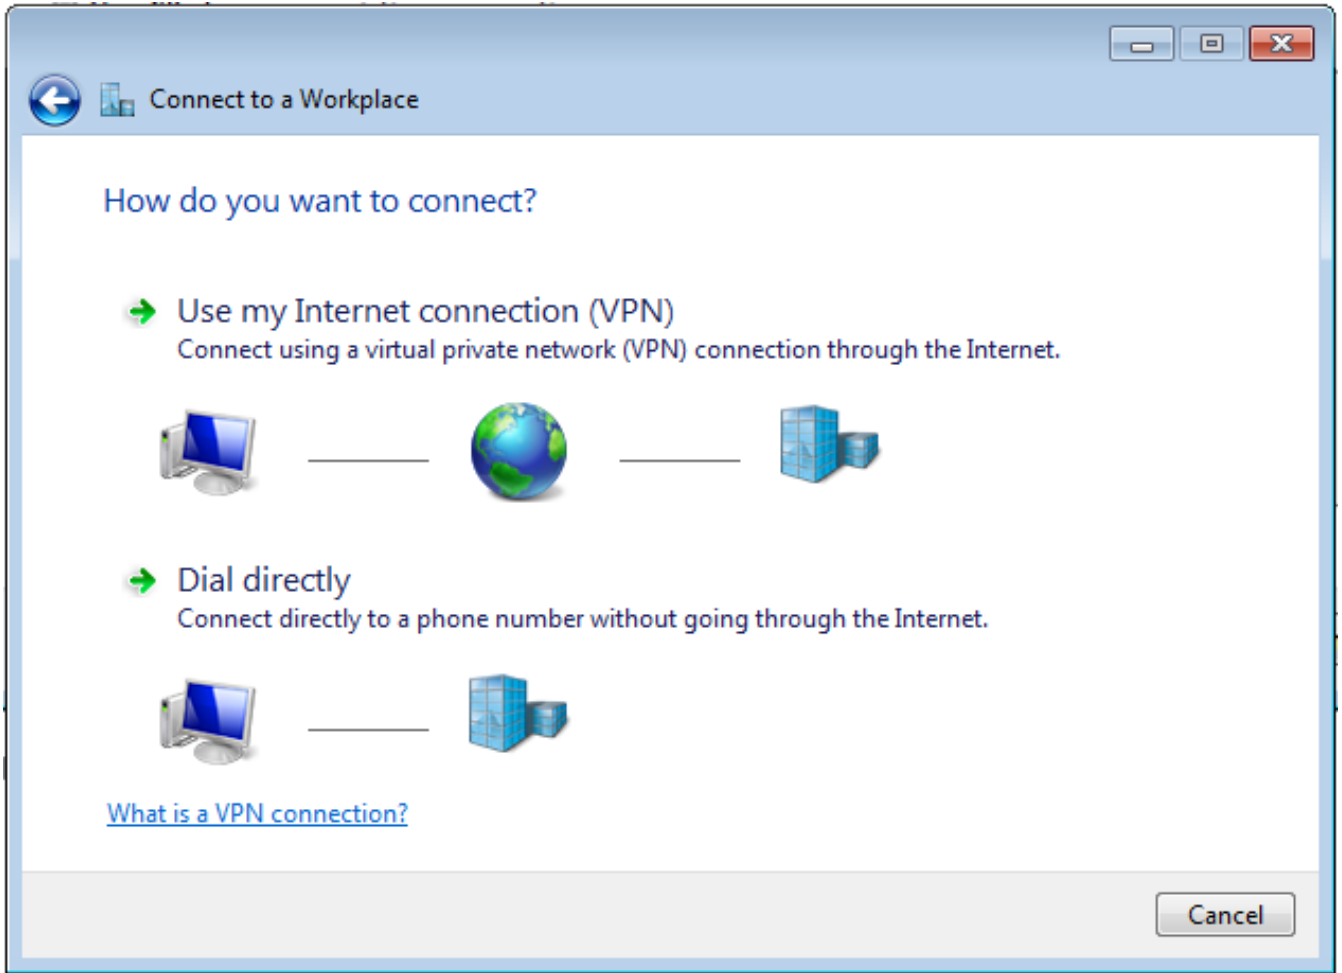 Connect to a Workplace
How do you want to connect?
Use my Internet connection (VPN)
Connect using a virtual private network (VPN) connection through the Internet.
Dial directly
Connect directly to a phone number without going through the Internet.
What is a VPN connection?
Cancel